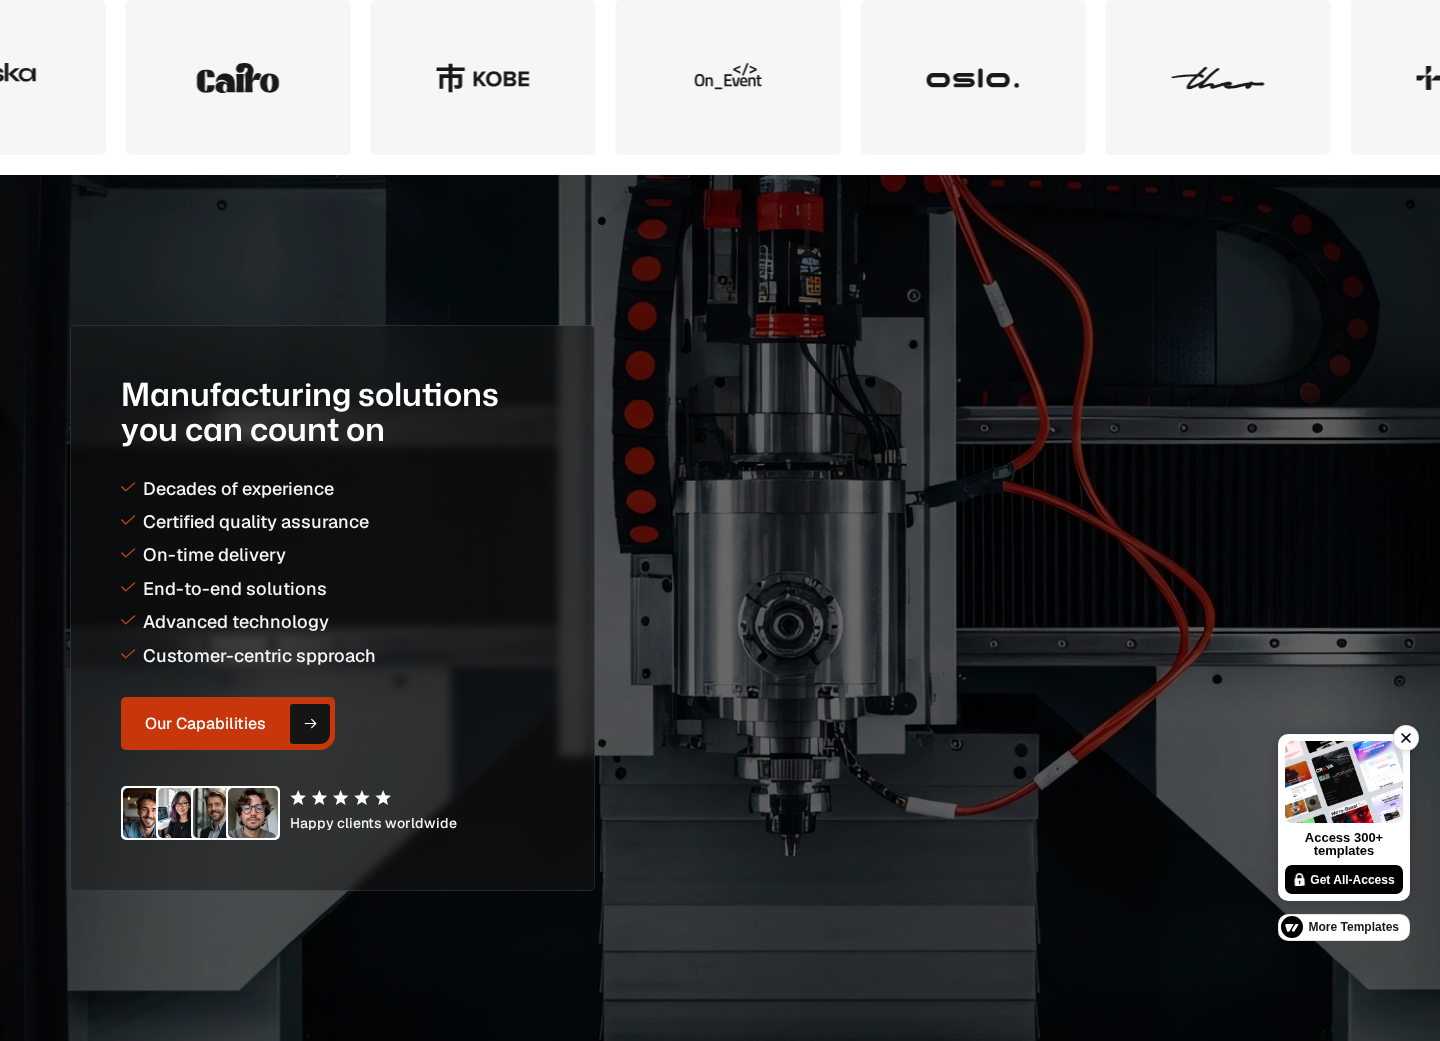 ska
Cairo
市 KOBE
</>
On_Event
oslo.
theo
Manufacturing solutions
you can count on
Decades of experience
Certified quality assurance
On-time delivery
End-to-end solutions
Advanced technology
Customer-centric spproach
Our Capabilities
Happy clients worldwide
Access 300+
templates
Get All-Access
More Templates